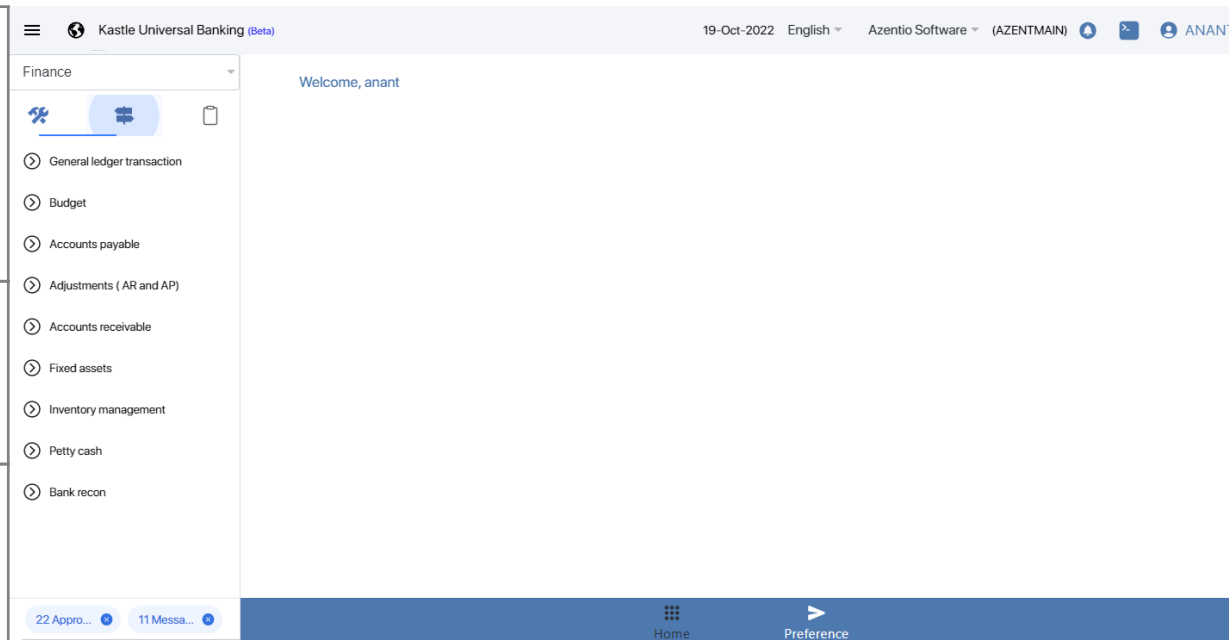 Kastle Universal Banking (Beta)
19-Oct-2022 English Azentio Software (AZENTMAIN) ANANT
Finance
Welcome, anant
General ledger transaction
Budget
Accounts payable
Adjustments ( AR and AP)
Accounts receivable
Fixed assets
Inventory management
Petty cash
Bank recon
22 Appro... 11 Messa...
Home Preference